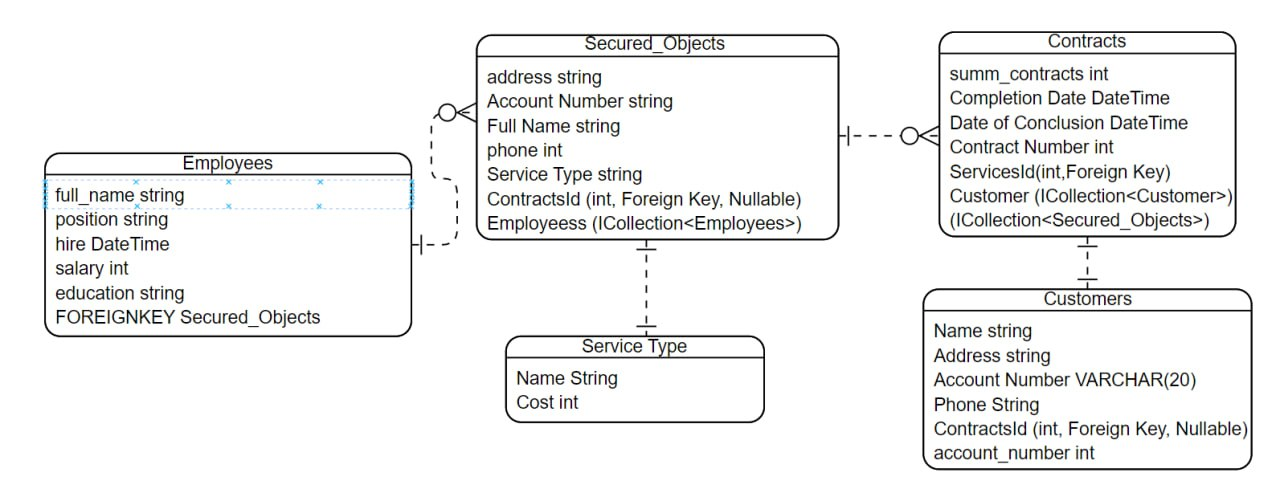 Employees
full_name string
position string
hire DateTime
salary int
education string
FOREIGNKEY Secured_Objects
Secured_Objects
address string
Account Number string
Full Name string
phone int
Service Type string
ContractsId (int, Foreign Key, Nullable)
Employeess (ICollection<Employees>)
Service Type
Name String
Cost int
Contracts
summ_contracts int
Completion Date DateTime
Date of Conclusion DateTime
Contract Number int
ServicesId(int,Foreign Key)
Customer (ICollection<Customer>)
(ICollection<Secured_Objects>)
Customers
Name string
Address string
Account Number VARCHAR(20)
Phone String
ContractsId (int, Foreign Key, Nullable)
account_number int